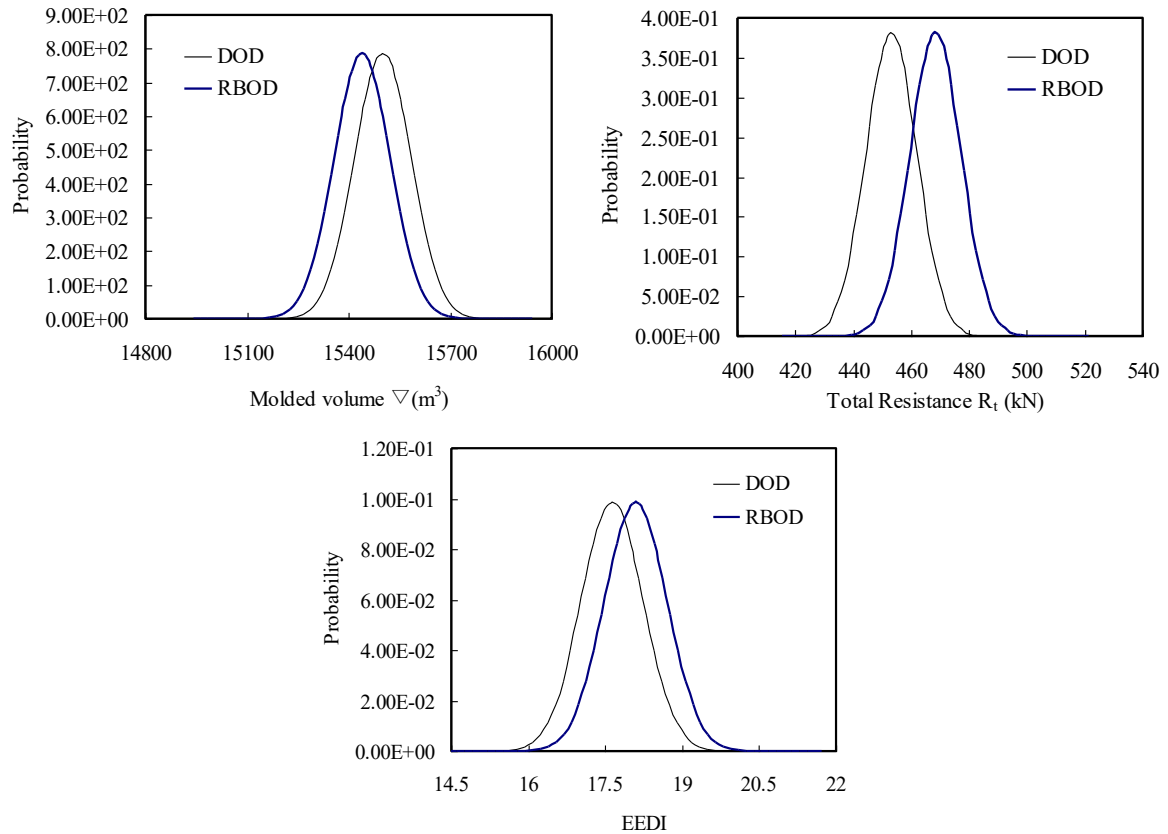 9.00E+02
8.00E+02
7.00E+02
6.00E+02
5.00E+02
4.00E+02
3.00E+02
2.00E+02
1.00E+02
0.00E+00
Probability
DOD
RBOD
14800 15100 15400 15700 16000
Molded volume ▽(m³)
4.00E-01
3.50E-01
3.00E-01
2.50E-01
2.00E-01
1.50E-01
1.00E-01
5.00E-02
0.00E+00
Probability
DOD
RBOD
400 420 440 460 480 500 520 540
Total Resistance Rₜ (kN)
1.20E-01
1.00E-01
8.00E-02
6.00E-02
4.00E-02
2.00E-02
0.00E+00
Probability
DOD
RBOD
14.5 16 17.5 19 20.5 22
EEDI